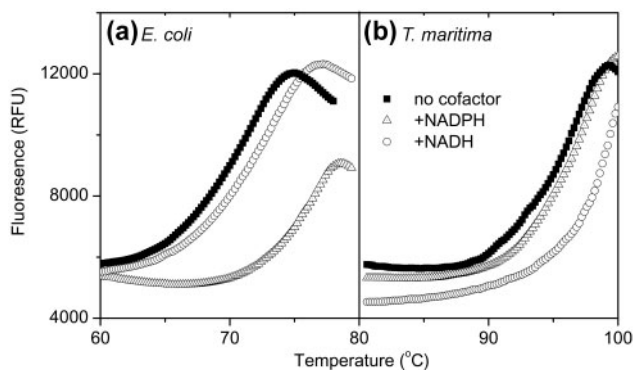 (a) E. coli
(b) T. maritima
12000
8000
4000
Fluoresence (RFU)
no cofactor
+NADPH
+NADH
60
70
80
90
100
Temperature (°C)